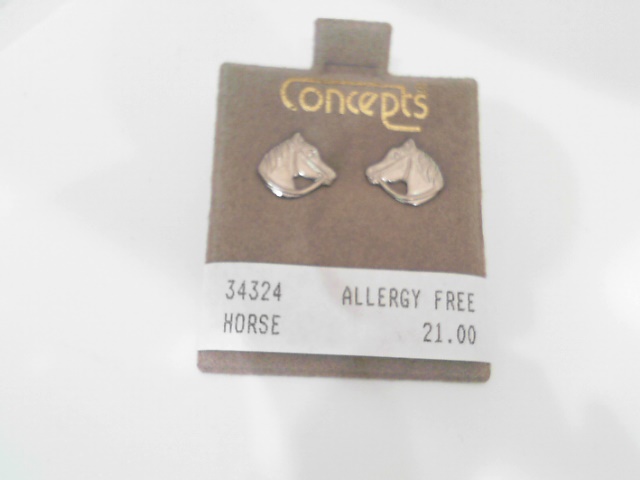 Concepts
34324 ALLERGY FREE
HORSE 21.00